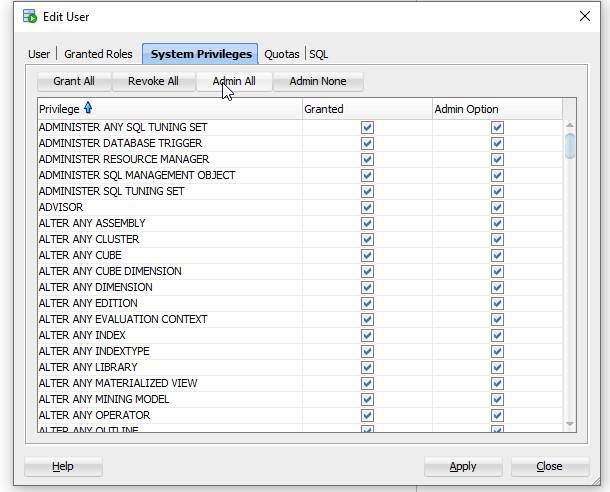 Edit User
User Granted Roles System Privileges Quotas SQL
Grant All Revoke All Admin All Admin None
Privilege Granted Admin Option
ADMINISTER ANY SQL TUNING SET
ADMINISTER DATABASE TRIGGER
ADMINISTER RESOURCE MANAGER
ADMINISTER SQL MANAGEMENT OBJECT
ADMINISTER SQL TUNING SET
ADVISOR
ALTER ANY ASSEMBLY
ALTER ANY CLUSTER
ALTER ANY CUBE
ALTER ANY CUBE DIMENSION
ALTER ANY DIMENSION
ALTER ANY EDITION
ALTER ANY EVALUATION CONTEXT
ALTER ANY INDEX
ALTER ANY INDEXTYPE
ALTER ANY LIBRARY
ALTER ANY MATERIALIZED VIEW
ALTER ANY MINING MODEL
ALTER ANY OPERATOR
ALTER ANY OUTLINE
Help Apply Close